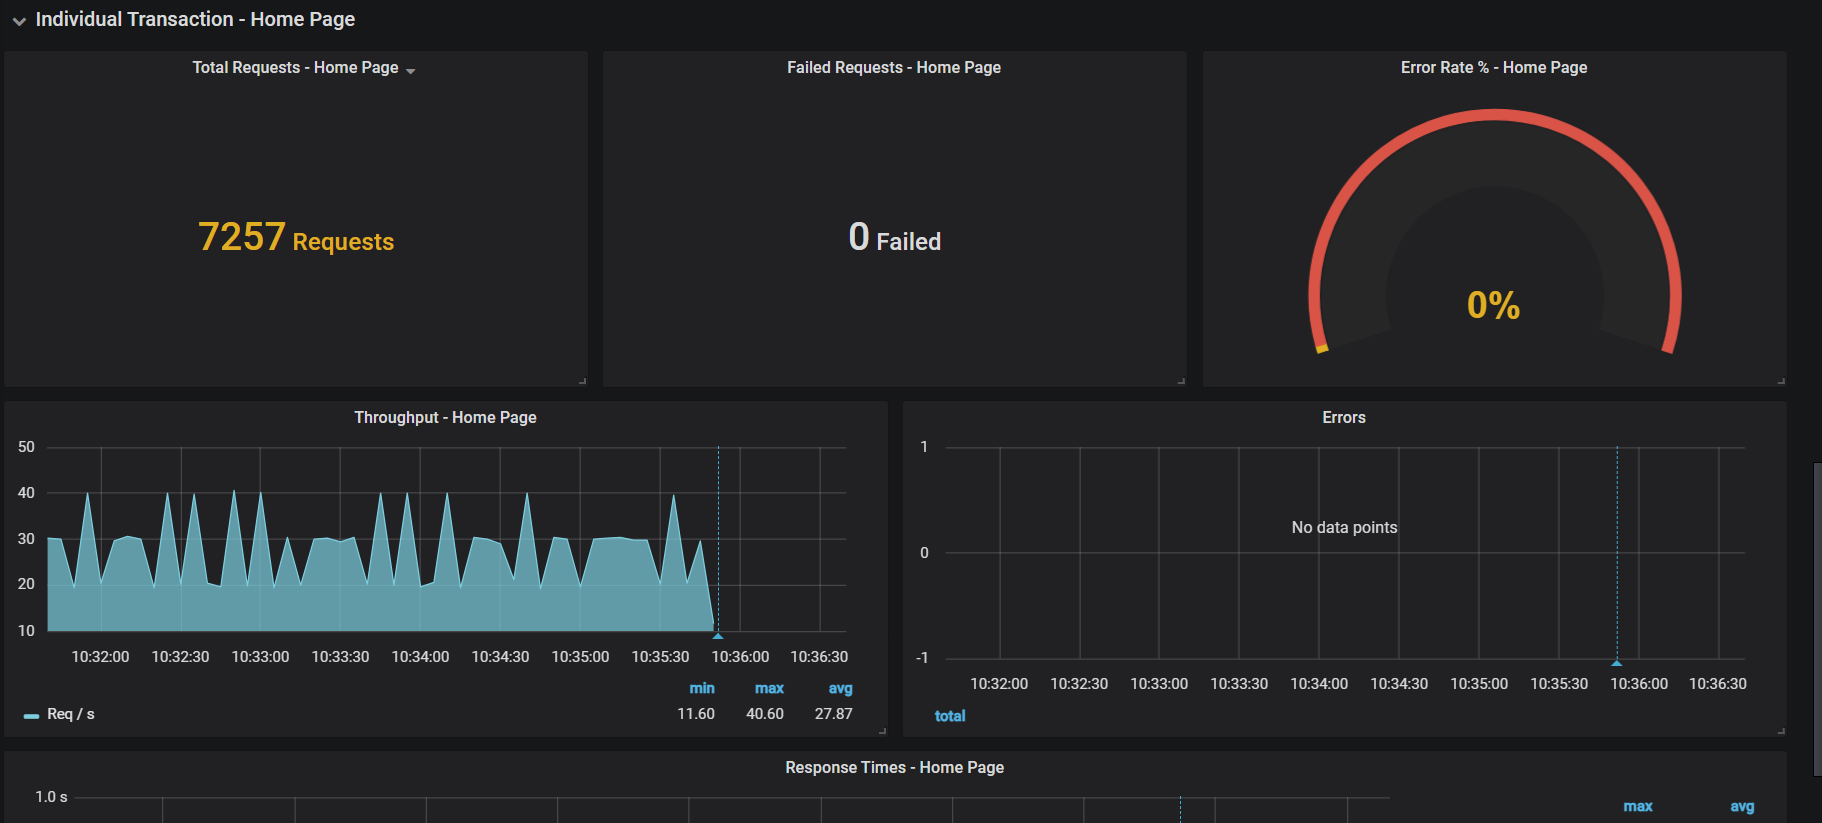 Individual Transaction - Home Page
Total Requests - Home Page
Failed Requests - Home Page
Error Rate % - Home Page
7257 Requests
0 Failed
0%
Throughput - Home Page
50
40
30
20
10
10:32:00 10:32:30 10:33:00 10:33:30 10:34:00 10:34:30 10:35:00 10:35:30 10:36:00 10:36:30
min max avg
Req / s 11.60 40.60 27.87
Errors
1
0
-1
No data points
10:32:00 10:32:30 10:33:00 10:33:30 10:34:00 10:34:30 10:35:00 10:35:30 10:36:00 10:36:30
total
Response Times - Home Page
1.0 s
max avg